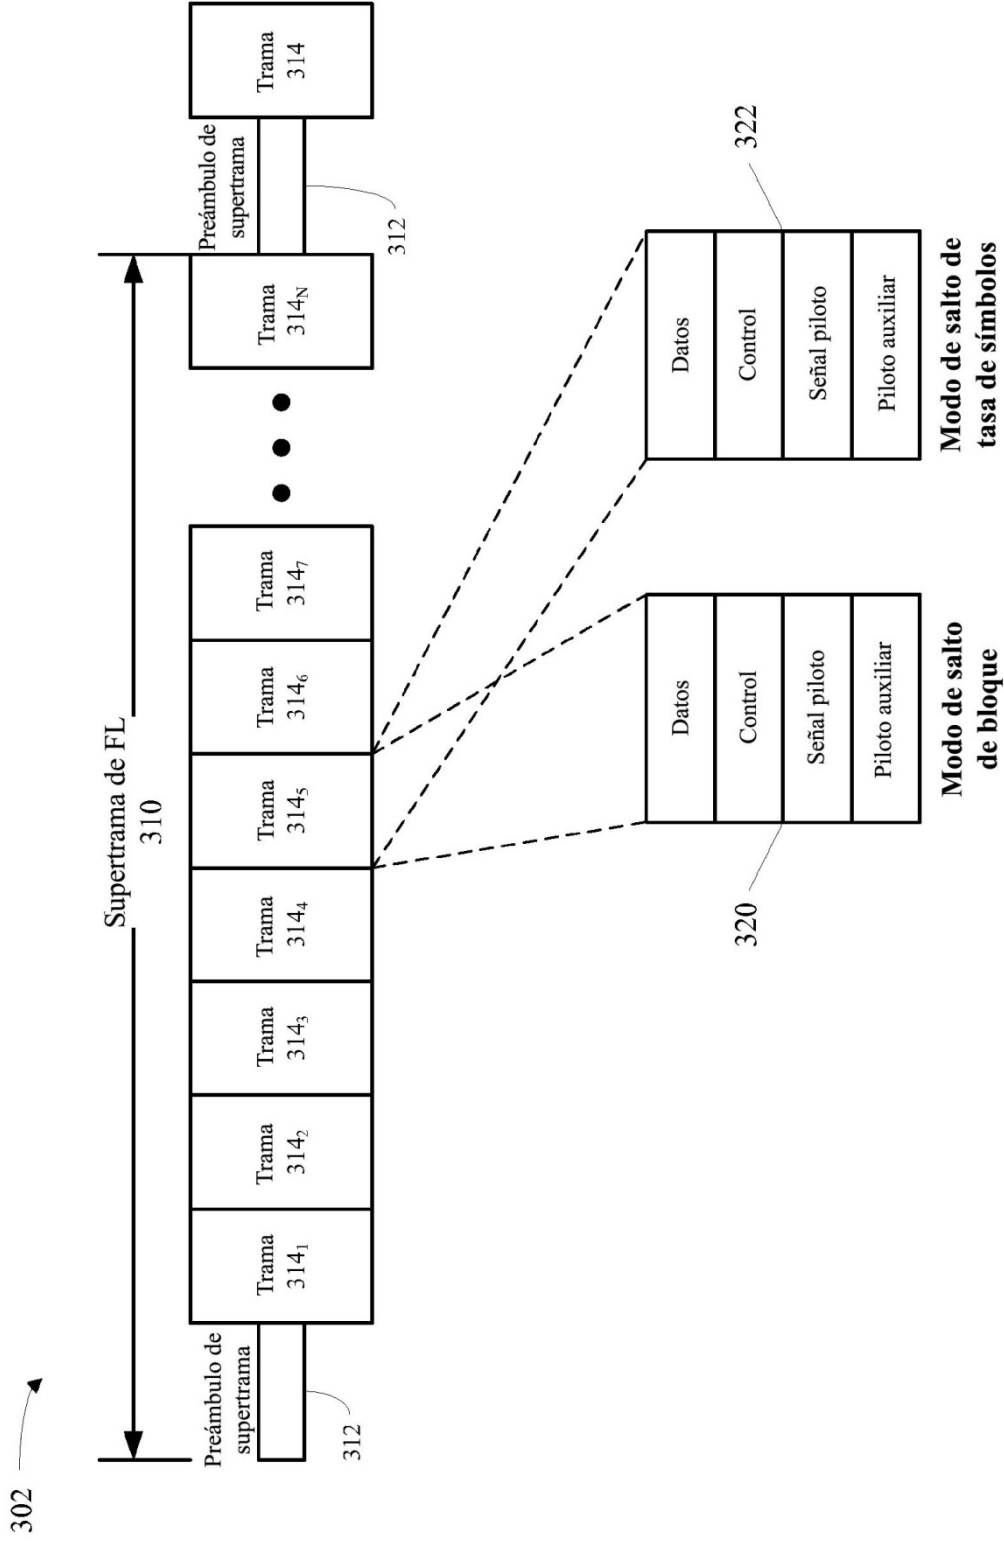 302
Supertrama de FL
310
Preámbulo de
supertrama
312
Trama
314₁
Trama
314₂
Trama
314₃
Trama
314₄
Trama
314₅
Trama
314₆
Trama
314₇
Trama
314N
Preámbulo de
supertrama
312
Trama
314
320
Datos
Control
Señal piloto
Piloto auxiliar
Modo de salto
de bloque
322
Datos
Control
Señal piloto
Piloto auxiliar
Modo de salto de
tasa de símbolos